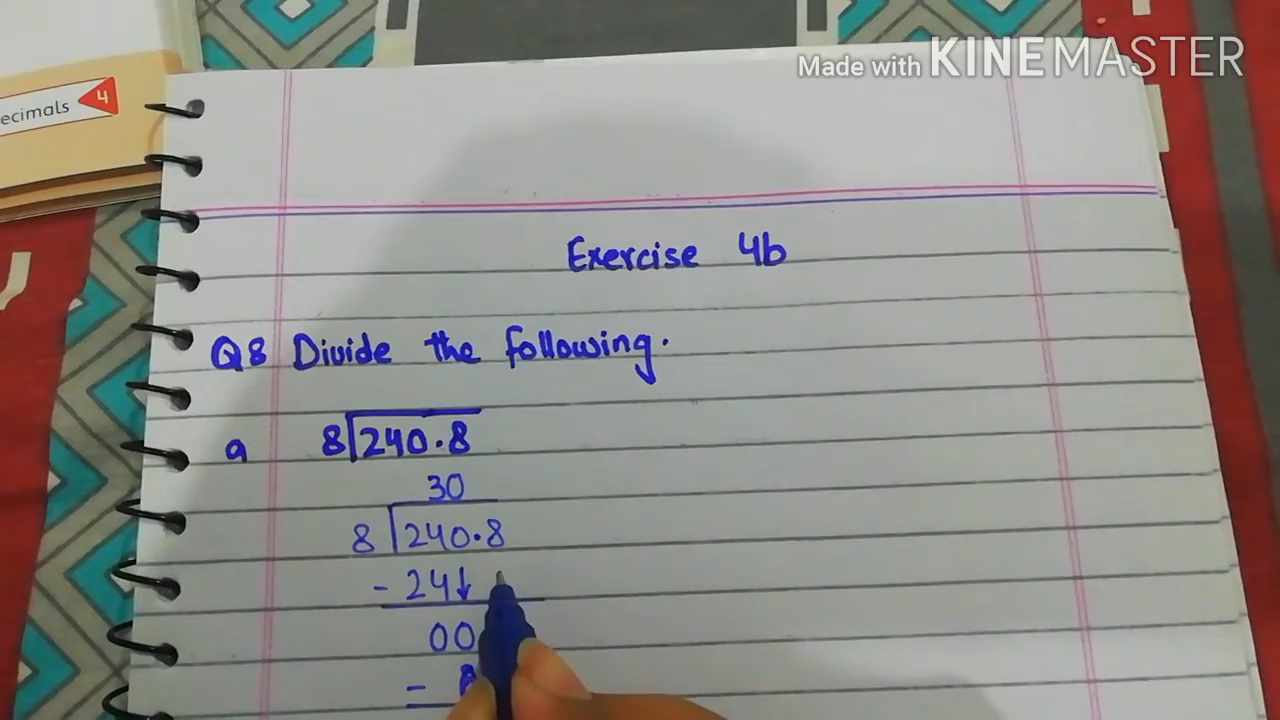 Made with KINEMASTER
ecimals 4
Exercise 4b
Q8 Divide the following.
a 8 240.8
30
8 240.8
- 24↓
00
-